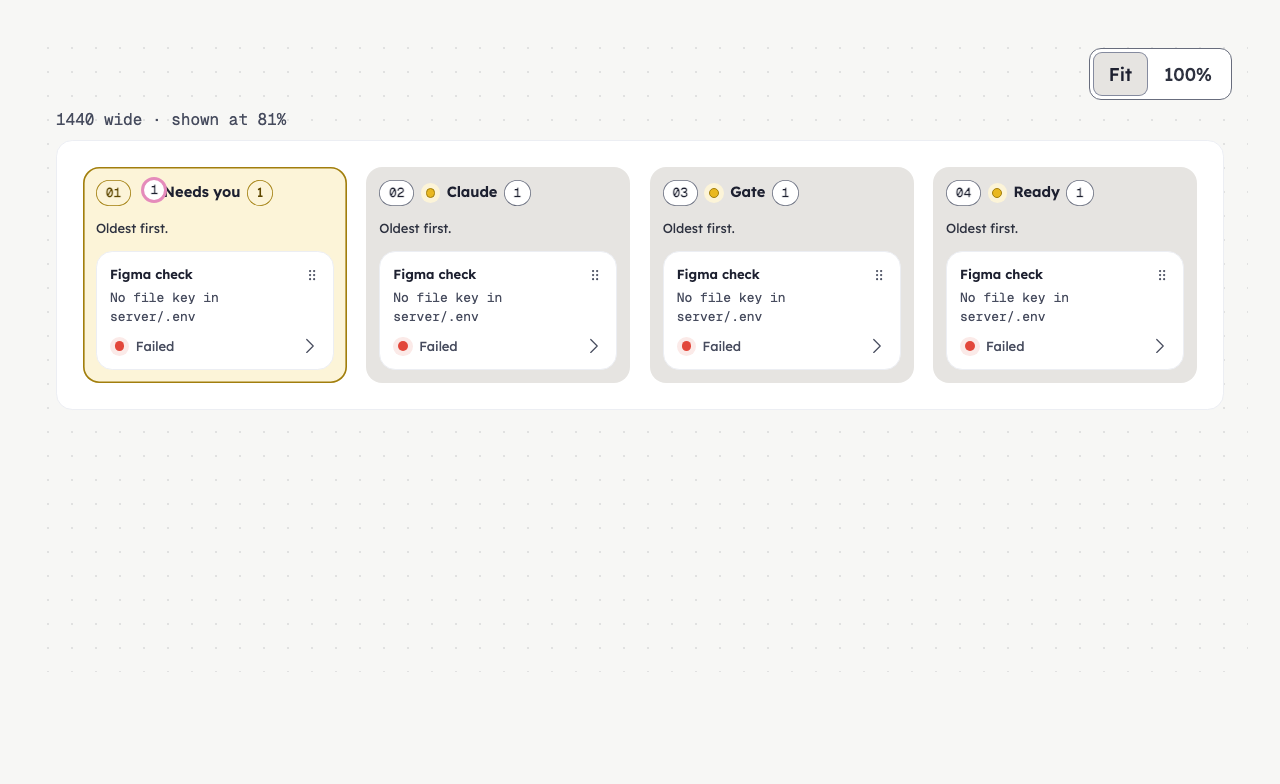 Fit 100%
1440 wide · shown at 81%
01 1 Needs you 1
Oldest first.
Figma check
No file key in
server/.env
Failed
02 Claude 1
Oldest first.
Figma check
No file key in
server/.env
Failed
03 Gate 1
Oldest first.
Figma check
No file key in
server/.env
Failed
04 Ready 1
Oldest first.
Figma check
No file key in
server/.env
Failed